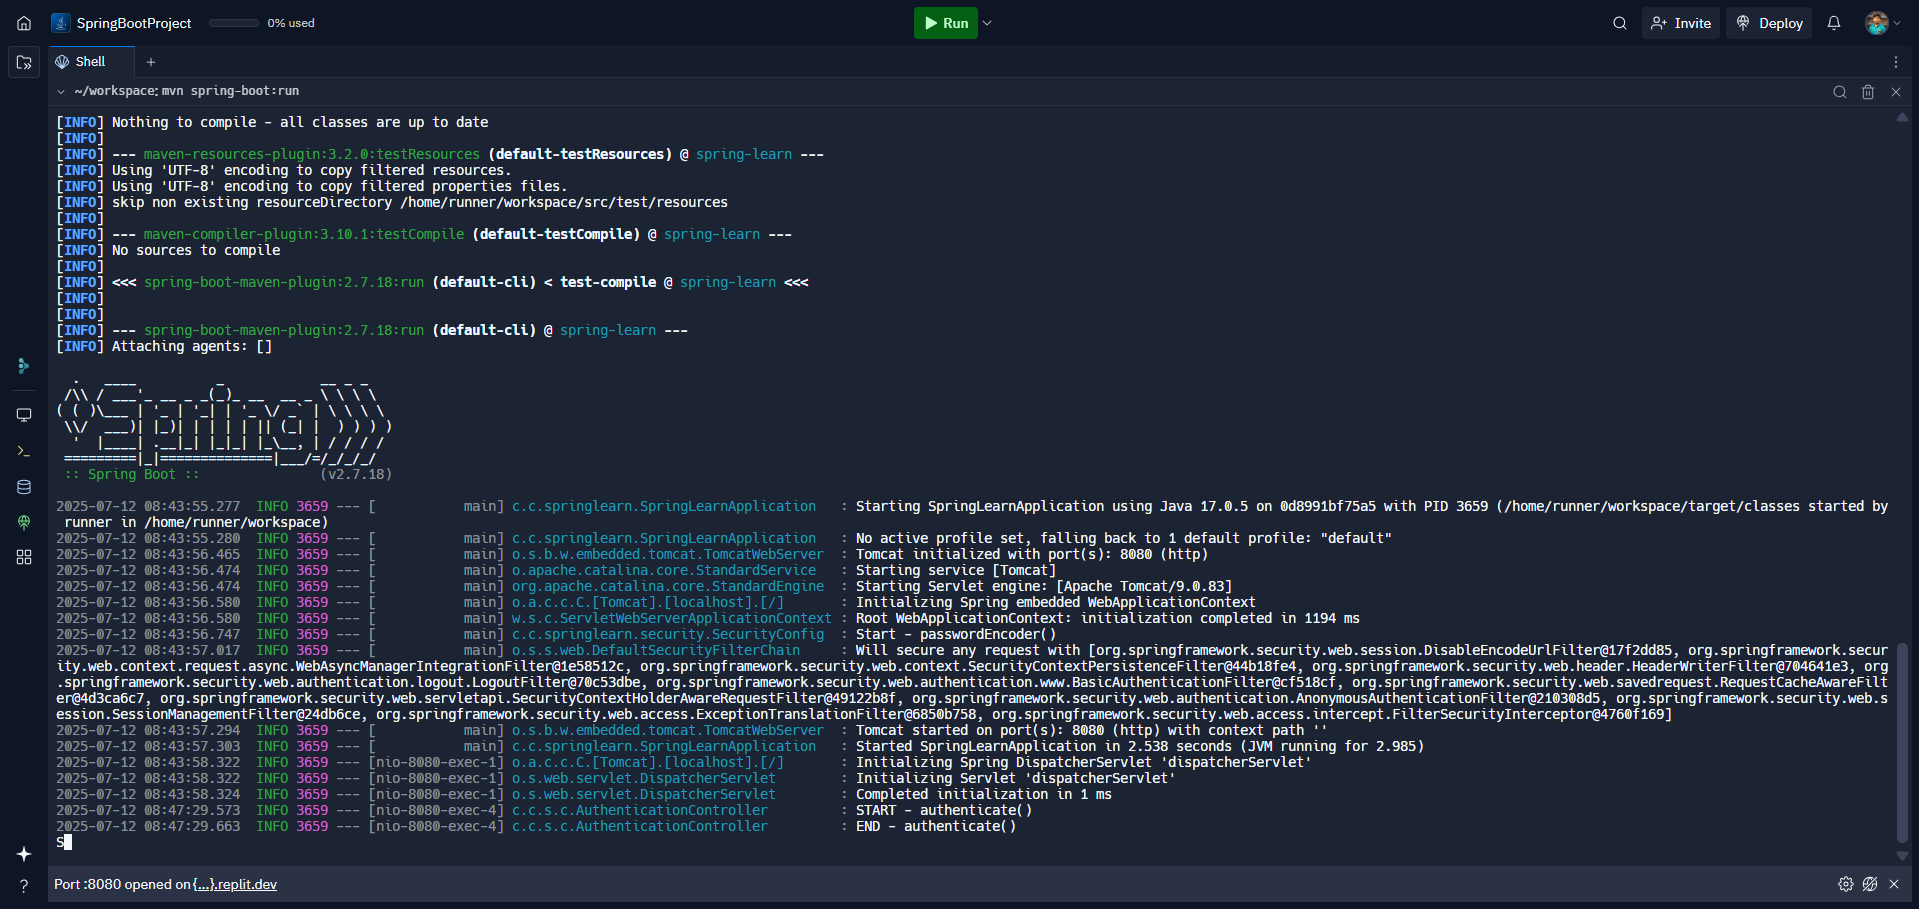 SpringBootProject 0% used Run Invite Deploy
Shell +
~/workspace: mvn spring-boot:run
[INFO] Nothing to compile - all classes are up to date
[INFO]
[INFO] --- maven-resources-plugin:3.2.0:testResources (default-testResources) @ spring-learn ---
[INFO] Using 'UTF-8' encoding to copy filtered resources.
[INFO] Using 'UTF-8' encoding to copy filtered properties files.
[INFO] skip non existing resourceDirectory /home/runner/workspace/src/test/resources
[INFO]
[INFO] --- maven-compiler-plugin:3.10.1:testCompile (default-testCompile) @ spring-learn ---
[INFO] No sources to compile
[INFO]
[INFO] <<< spring-boot-maven-plugin:2.7.18:run (default-cli) < test-compile @ spring-learn <<<
[INFO]
[INFO]
[INFO] --- spring-boot-maven-plugin:2.7.18:run (default-cli) @ spring-learn ---
[INFO] Attaching agents: []
  .   ____          _            __ _ _
 /\\ / ___'_ __ _ _(_)_ __  __ _ \ \ \ \
( ( )\___ | '_ | '_| | '_ \/ _` | \ \ \ \
 \\/  ___)| |_)| | | | | || (_| |  ) ) ) )
  '  |____| .__|_| |_|_| |_\__, | / / / /
 =========|_|==============|___/=/_/_/_/
 :: Spring Boot ::               (v2.7.18)
2025-07-12 08:43:55.277  INFO 3659 --- [           main] c.c.springlearn.SpringLearnApplication   : Starting SpringLearnApplication using Java 17.0.5 on 0d8991bf75a5 with PID 3659 (/home/runner/workspace/target/classes started by
 runner in /home/runner/workspace)
2025-07-12 08:43:55.280  INFO 3659 --- [           main] c.c.springlearn.SpringLearnApplication   : No active profile set, falling back to 1 default profile: "default"
2025-07-12 08:43:56.465  INFO 3659 --- [           main] o.s.b.w.embedded.tomcat.TomcatWebServer  : Tomcat initialized with port(s): 8080 (http)
2025-07-12 08:43:56.474  INFO 3659 --- [           main] o.apache.catalina.core.StandardService   : Starting service [Tomcat]
2025-07-12 08:43:56.474  INFO 3659 --- [           main] org.apache.catalina.core.StandardEngine  : Starting Servlet engine: [Apache Tomcat/9.0.83]
2025-07-12 08:43:56.580  INFO 3659 --- [           main] o.a.c.c.C.[Tomcat].[localhost].[/]       : Initializing Spring embedded WebApplicationContext
2025-07-12 08:43:56.580  INFO 3659 --- [           main] w.s.c.ServletWebServerApplicationContext : Root WebApplicationContext: initialization completed in 1194 ms
2025-07-12 08:43:56.747  INFO 3659 --- [           main] c.c.springlearn.security.SecurityConfig  : Start - passwordEncoder()
2025-07-12 08:43:57.017  INFO 3659 --- [           main] o.s.s.web.DefaultSecurityFilterChain     : Will secure any request with [org.springframework.security.web.session.DisableEncodeUrlFilter@17f2dd85, org.springframework.secur
ity.web.context.request.async.WebAsyncManagerIntegrationFilter@1e58512c, org.springframework.security.web.context.SecurityContextPersistenceFilter@44b18fe4, org.springframework.security.web.header.HeaderWriterFilter@704641e3, org
.springframework.security.web.authentication.logout.LogoutFilter@70c53dbe, org.springframework.security.web.authentication.www.BasicAuthenticationFilter@cf518cf, org.springframework.security.web.savedrequest.RequestCacheAwareFilt
er@4d3ca6c7, org.springframework.security.web.servletapi.SecurityContextHolderAwareRequestFilter@49122b8f, org.springframework.security.web.authentication.AnonymousAuthenticationFilter@210308d5, org.springframework.security.web.s
ession.SessionManagementFilter@24db6ce, org.springframework.security.web.access.ExceptionTranslationFilter@6850b758, org.springframework.security.web.access.intercept.FilterSecurityInterceptor@4760f169]
2025-07-12 08:43:57.294  INFO 3659 --- [           main] o.s.b.w.embedded.tomcat.TomcatWebServer  : Tomcat started on port(s): 8080 (http) with context path ''
2025-07-12 08:43:57.303  INFO 3659 --- [           main] c.c.springlearn.SpringLearnApplication   : Started SpringLearnApplication in 2.538 seconds (JVM running for 2.985)
2025-07-12 08:43:58.322  INFO 3659 --- [nio-8080-exec-1] o.a.c.c.C.[Tomcat].[localhost].[/]       : Initializing Spring DispatcherServlet 'dispatcherServlet'
2025-07-12 08:43:58.322  INFO 3659 --- [nio-8080-exec-1] o.s.web.servlet.DispatcherServlet        : Initializing Servlet 'dispatcherServlet'
2025-07-12 08:43:58.324  INFO 3659 --- [nio-8080-exec-1] o.s.web.servlet.DispatcherServlet        : Completed initialization in 1 ms
2025-07-12 08:47:29.573  INFO 3659 --- [nio-8080-exec-4] c.c.s.c.AuthenticationController         : START - authenticate()
2025-07-12 08:47:29.663  INFO 3659 --- [nio-8080-exec-4] c.c.s.c.AuthenticationController         : END - authenticate()
S
Port :8080 opened on {...}.replit.dev